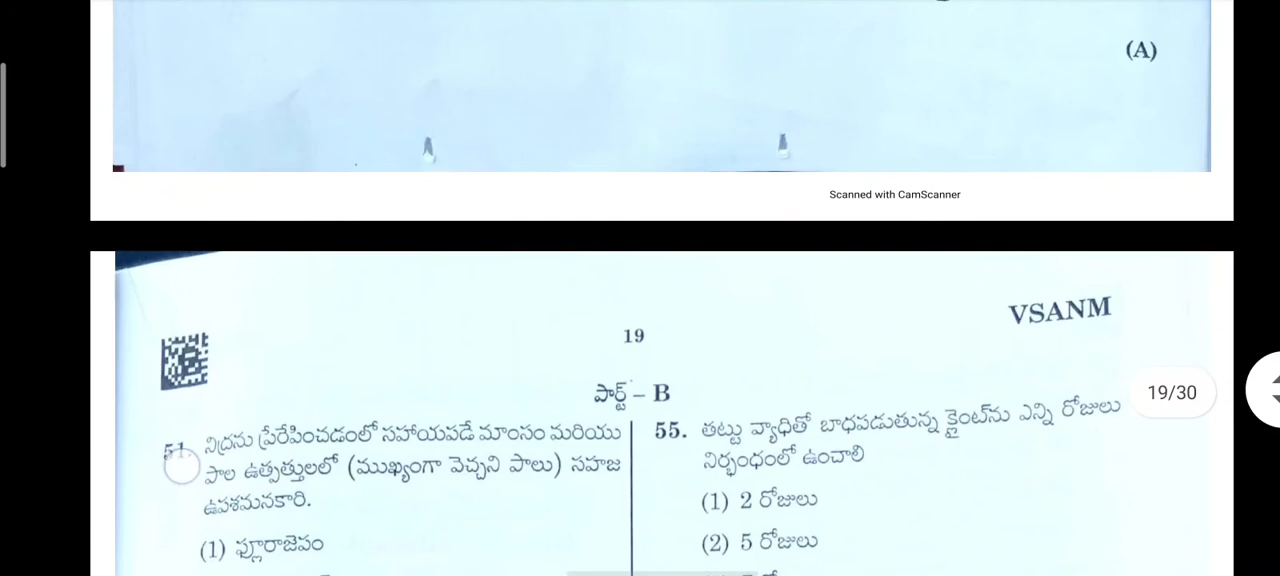 (A)
Scanned with CamScanner
VSANM
19
19/30
పార్ట్ – B
51. నిద్రను ప్రేరేపించడంలో సహాయపడే మాంసం మరియు
పాల ఉత్పత్తులలో (ముఖ్యంగా వెచ్చని పాలు) సహజ
ఉపశమనకారి.
(1) ఫ్లూరాజెపం
55. తట్టు వ్యాధితో బాధపడుతున్న క్లైంట్‌ను ఎన్ని రోజులు
నిర్భంధంలో ఉంచాలి
(1) 2 రోజులు
(2) 5 రోజులు